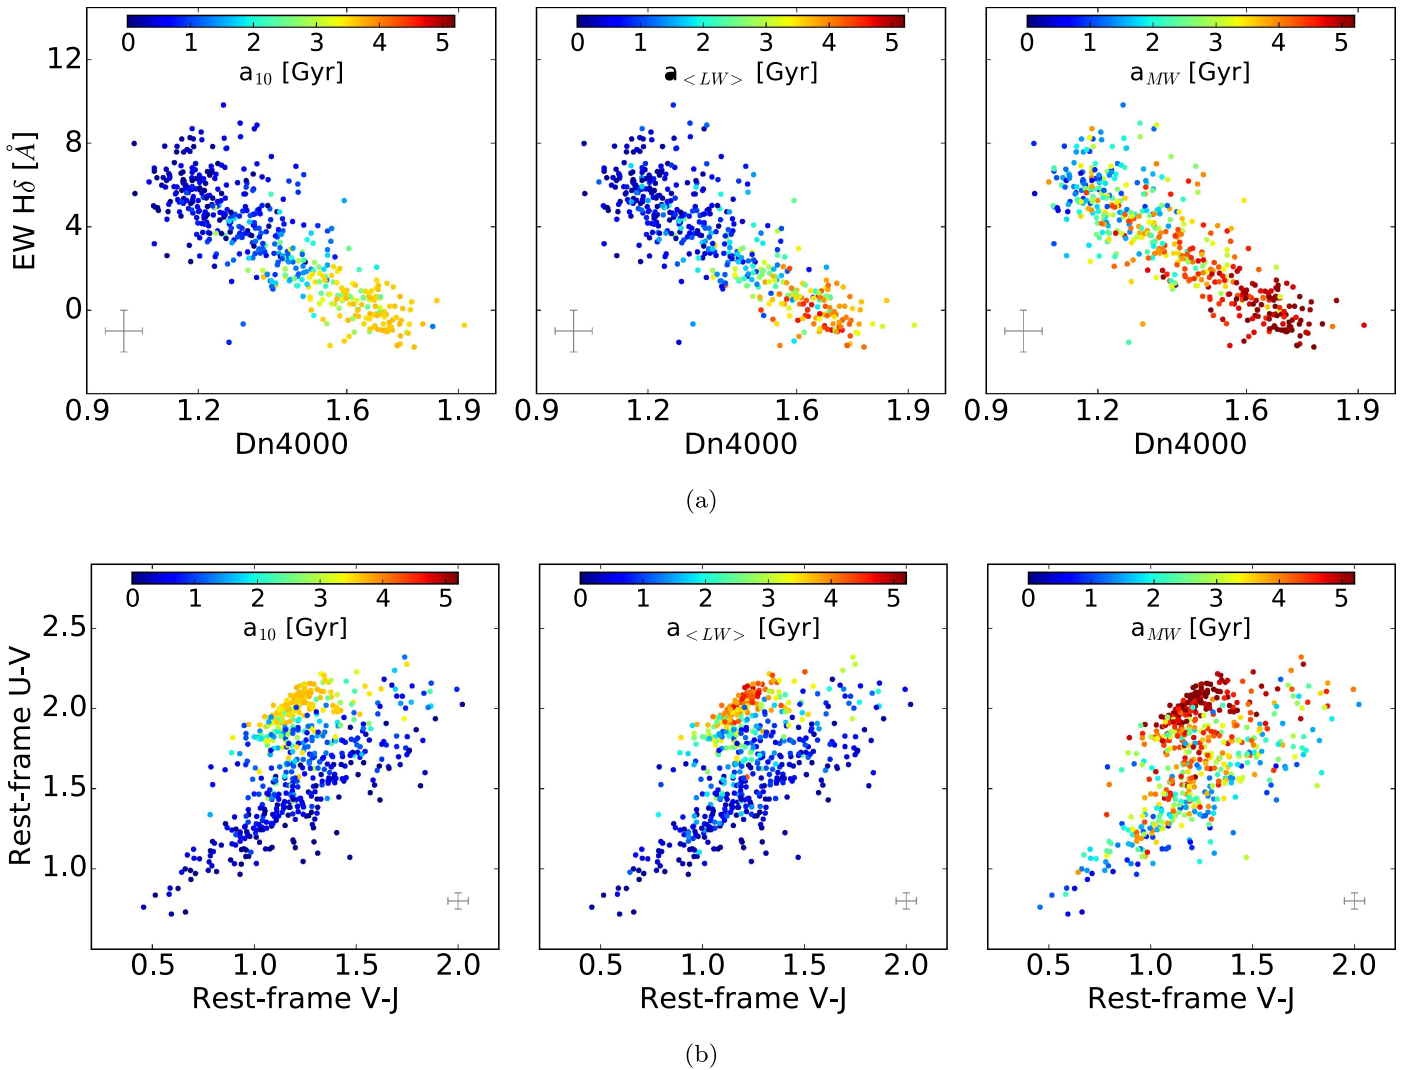 0 1 2 3 4 5 0 1 2 3 4 5 0 1 2 3 4 5
a10 [Gyr] a<LW> [Gyr] aMW [Gyr]
12
8
4
0
EW Hδ [Å]
0.9 1.2 1.6 1.9 0.9 1.2 1.6 1.9 0.9 1.2 1.6 1.9
Dn4000 Dn4000 Dn4000
(a)
0 1 2 3 4 5 0 1 2 3 4 5 0 1 2 3 4 5
a10 [Gyr] a<LW> [Gyr] aMW [Gyr]
2.5
2.0
1.5
1.0
Rest-frame U-V
0.5 1.0 1.5 2.0 0.5 1.0 1.5 2.0 0.5 1.0 1.5 2.0
Rest-frame V-J Rest-frame V-J Rest-frame V-J
(b)